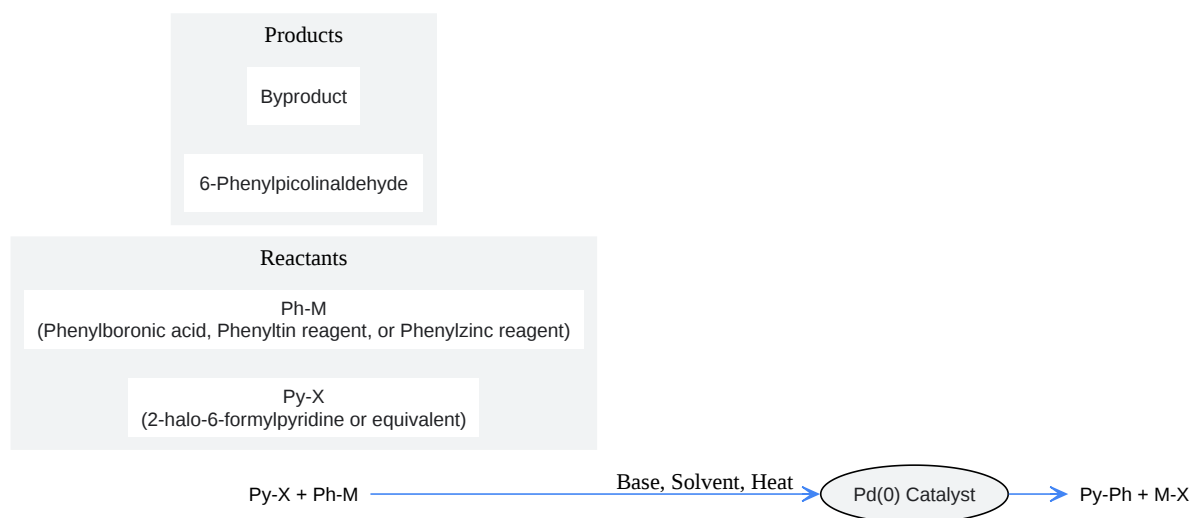 Products
Byproduct
6-Phenylpicolinaldehyde
Reactants
Ph-M
(Phenylboronic acid, Phenyltin reagent, or Phenylzinc reagent)
Py-X
(2-halo-6-formylpyridine or equivalent)
Py-X + Ph-M
Base, Solvent, Heat
Pd(0) Catalyst
Py-Ph + M-X